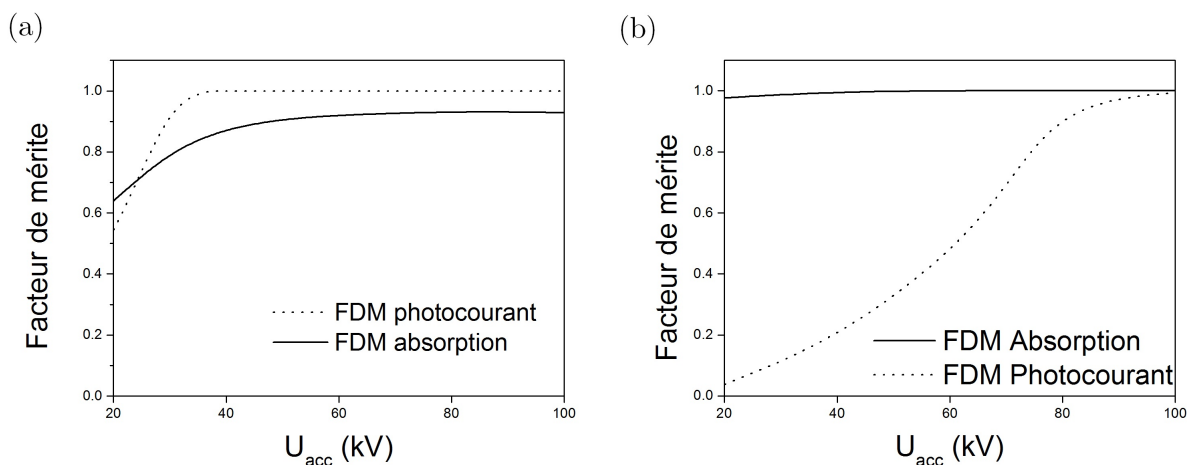 (a)
Facteur de mérite
1.0
0.8
0.6
0.4
0.2
0.0
FDM photocourant
FDM absorption
20 40 60 80 100
U_acc (kV)
(b)
Facteur de mérite
1.0
0.8
0.6
0.4
0.2
0.0
FDM Absorption
FDM Photocourant
20 40 60 80 100
U_acc (kV)